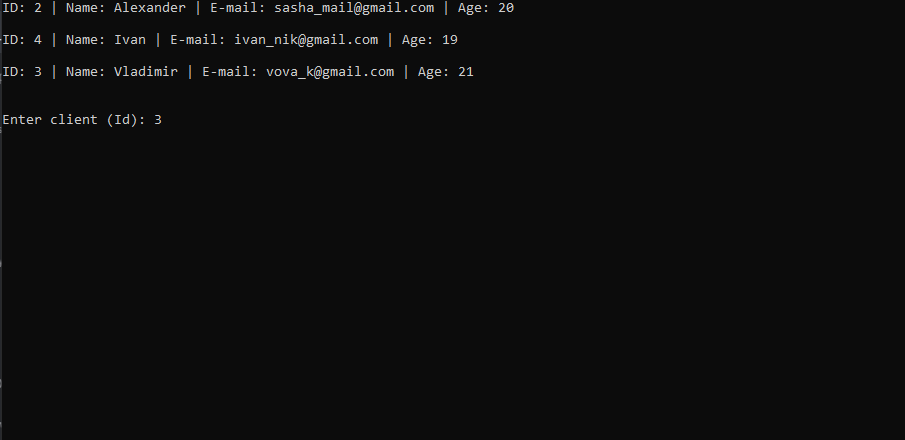 ID: 2 | Name: Alexander | E-mail: sasha_mail@gmail.com | Age: 20
ID: 4 | Name: Ivan | E-mail: ivan_nik@gmail.com | Age: 19
ID: 3 | Name: Vladimir | E-mail: vova_k@gmail.com | Age: 21
Enter client (Id): 3